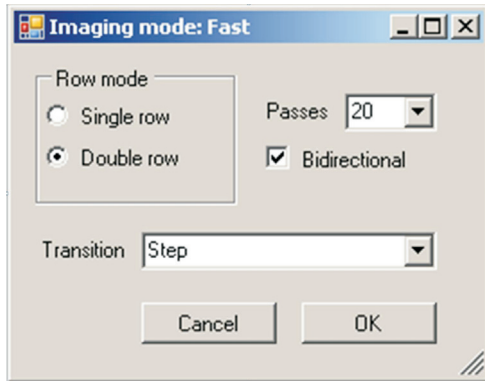 Imaging mode: Fast
Row mode
Single row
Double row
Passes 20
Bidirectional
Transition Step
Cancel OK